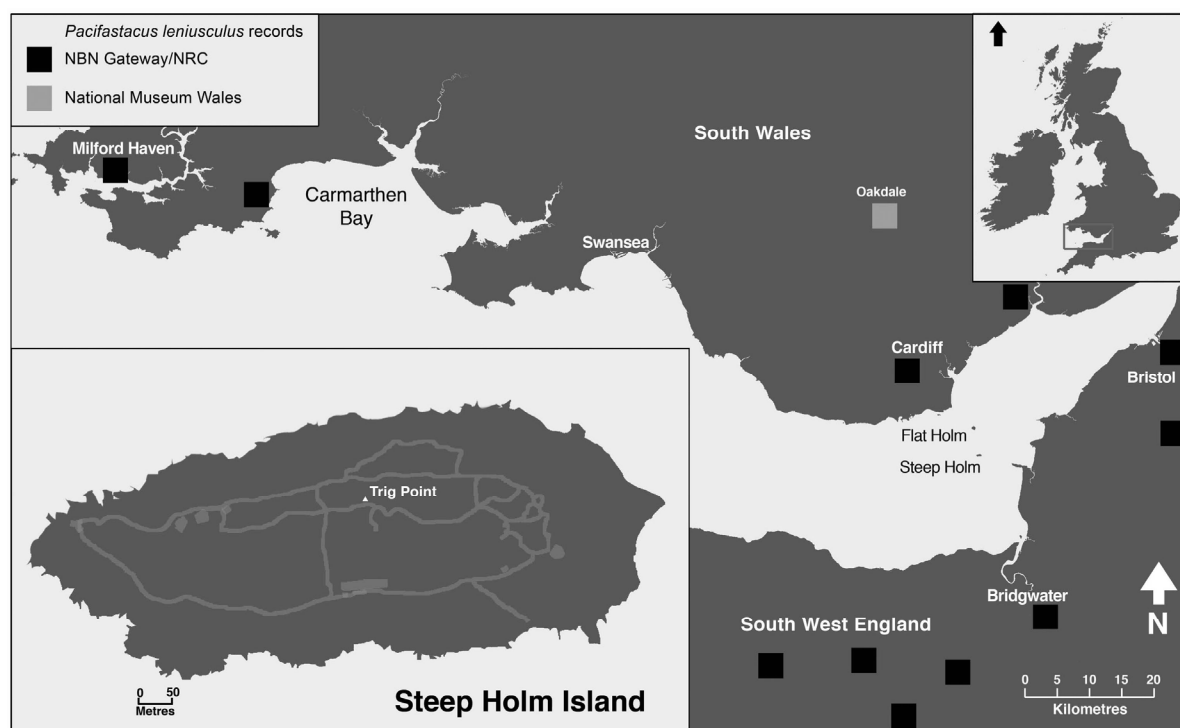 Pacifastacus leniusculus records
NBN Gateway/NRC
National Museum Wales
Milford Haven
Carmarthen
Bay
Swansea
South Wales
Oakdale
Cardiff
Bristol
Flat Holm
Steep Holm
Bridgwater
South West England
N
0 5 10 15 20
Kilometres
Trig Point
0 50
Metres
Steep Holm Island